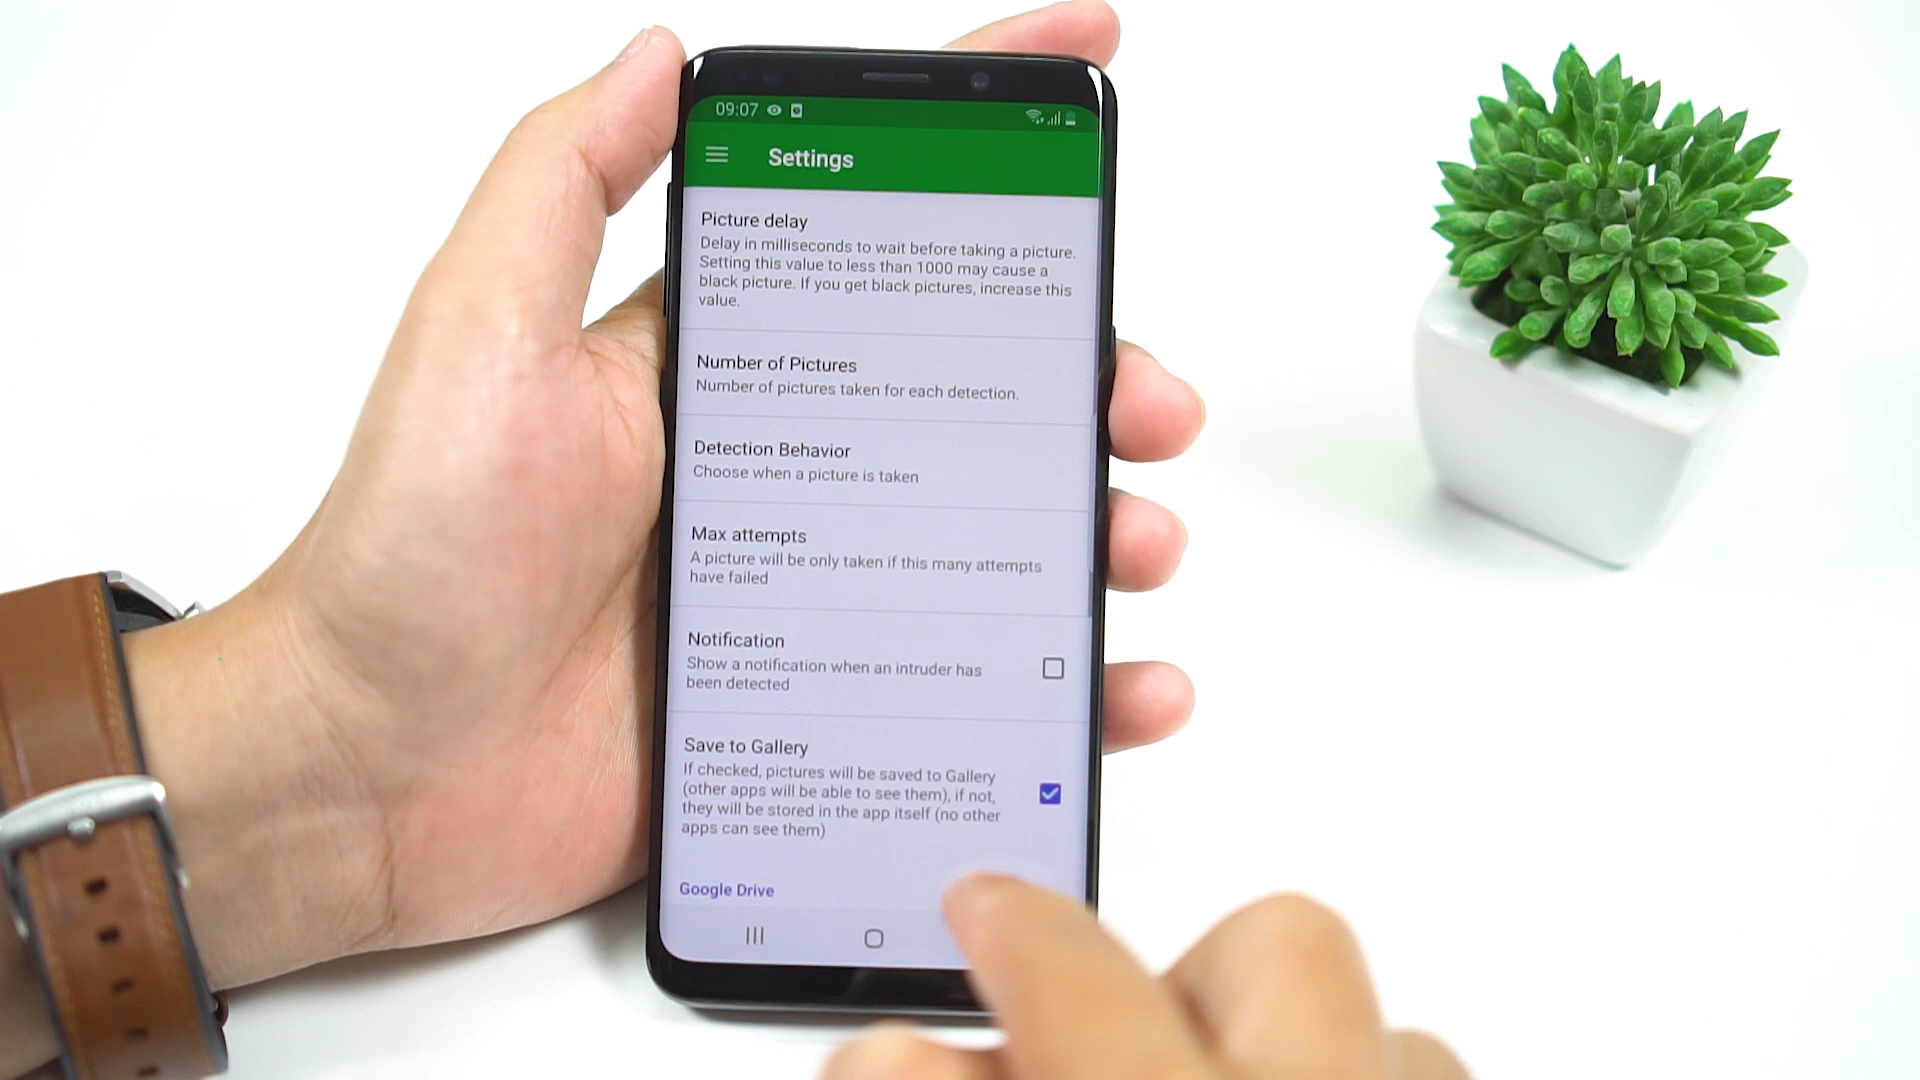 09:07
Settings
Picture delay
Delay in milliseconds to wait before taking a picture.
Setting this value to less than 1000 may cause a
black picture. If you get black pictures, increase this
value.
Number of Pictures
Number of pictures taken for each detection.
Detection Behavior
Choose when a picture is taken
Max attempts
A picture will be only taken if this many attempts
have failed
Notification
Show a notification when an intruder has
been detected
Save to Gallery
If checked, pictures will be saved to Gallery
(other apps will be able to see them), if not,
they will be stored in the app itself (no other
apps can see them)
Google Drive